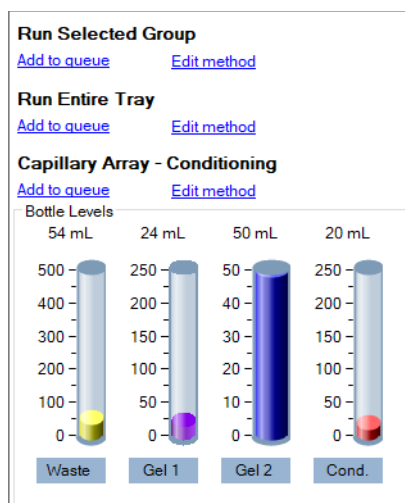 Run Selected Group
Add to queue Edit method
Run Entire Tray
Add to queue Edit method
Capillary Array - Conditioning
Add to queue Edit method
Bottle Levels
54 mL 24 mL 50 mL 20 mL
500 250 50 250
400 200 40 200
300 150 30 150
200 100 20 100
100 50 10 50
0 0 0 0
Waste Gel 1 Gel 2 Cond.